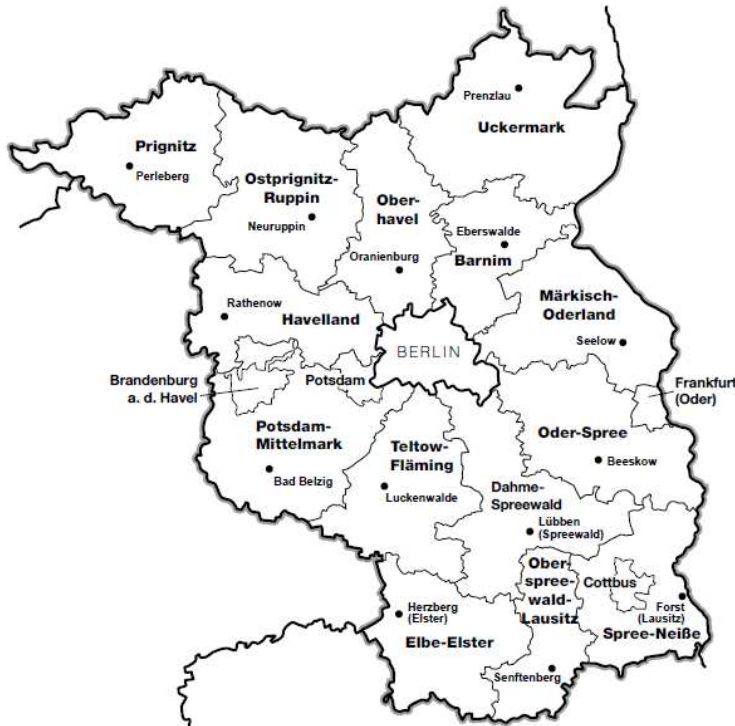 Prenzlau
Uckermark
Prignitz
Perleberg
Ostprignitz-
Ruppin
Neuruppin
Ober-
havel
Oranienburg
Eberswalde
Barnim
Märkisch-
Oderland
Seelow
Rathenow
Havelland
BERLIN
Brandenburg
a. d. Havel
Potsdam
Frankfurt
(Oder)
Potsdam-
Mittelmark
Bad Belzig
Teltow-
Fläming
Luckenwalde
Oder-Spree
Beeskow
Dahme-
Spreewald
Lübben
(Spreewald)
Ober-
spree-
wald-
Lausitz
Cottbus
Forst
(Lausitz)
Spree-Neiße
Herzberg
(Elster)
Elbe-Elster
Senftenberg